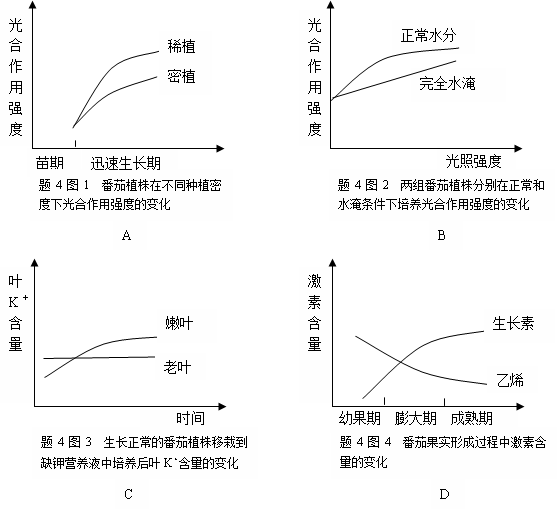 光合作用强度
稀植
密植
苗期 迅速生长期
题4图1 番茄植株在不同种植密
度下光合作用强度的变化
A
光合作用强度
正常水分
完全水淹
光照强度
题4图2 两组番茄植株分别在正常和
水淹条件下培养光合作用强度的变化
B
叶K+含量
嫩叶
老叶
时间
题4图3 生长正常的番茄植株移栽到
缺钾营养液中培养后叶K+含量的变化
C
激素含量
生长素
乙烯
幼果期 膨大期 成熟期
题4图4 番茄果实形成过程中激素含
量的变化
D